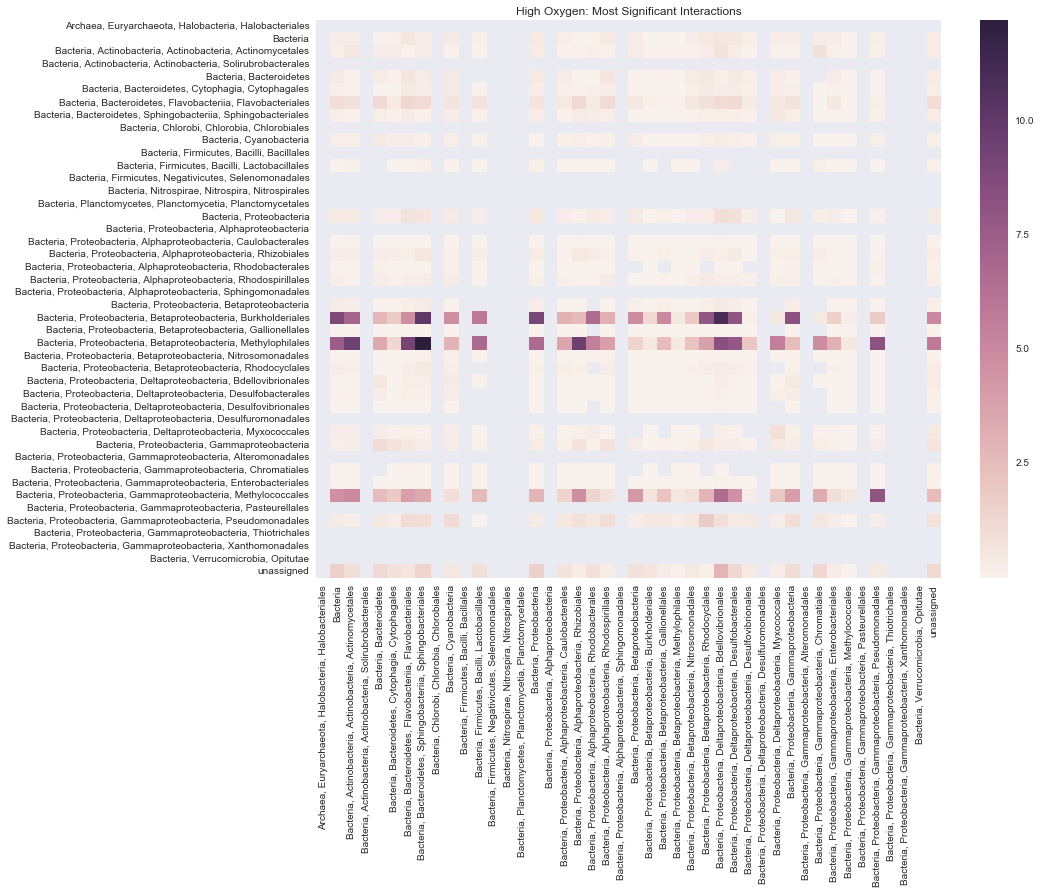 High Oxygen: Most Significant Interactions
Archaea, Euryarchaeota, Halobacteria, Halobacteriales
Bacteria
Bacteria, Actinobacteria, Actinobacteria, Actinomycetales
Bacteria, Actinobacteria, Actinobacteria, Solirubrobacterales
Bacteria, Bacteroidetes
Bacteria, Bacteroidetes, Cytophagia, Cytophagales
Bacteria, Bacteroidetes, Flavobacteriia, Flavobacteriales
Bacteria, Bacteroidetes, Sphingobacteriia, Sphingobacteriales
Bacteria, Chlorobi, Chlorobia, Chlorobiales
Bacteria, Cyanobacteria
Bacteria, Firmicutes, Bacilli, Bacillales
Bacteria, Firmicutes, Bacilli, Lactobacillales
Bacteria, Firmicutes, Negativicutes, Selenomonadales
Bacteria, Nitrospirae, Nitrospira, Nitrospirales
Bacteria, Planctomycetes, Planctomycetia, Planctomycetales
Bacteria, Proteobacteria
Bacteria, Proteobacteria, Alphaproteobacteria
Bacteria, Proteobacteria, Alphaproteobacteria, Caulobacterales
Bacteria, Proteobacteria, Alphaproteobacteria, Rhizobiales
Bacteria, Proteobacteria, Alphaproteobacteria, Rhodobacterales
Bacteria, Proteobacteria, Alphaproteobacteria, Rhodospirillales
Bacteria, Proteobacteria, Alphaproteobacteria, Sphingomonadales
Bacteria, Proteobacteria, Betaproteobacteria
Bacteria, Proteobacteria, Betaproteobacteria, Burkholderiales
Bacteria, Proteobacteria, Betaproteobacteria, Gallionellales
Bacteria, Proteobacteria, Betaproteobacteria, Methylophilales
Bacteria, Proteobacteria, Betaproteobacteria, Nitrosomonadales
Bacteria, Proteobacteria, Betaproteobacteria, Rhodocyclales
Bacteria, Proteobacteria, Deltaproteobacteria, Bdellovibrionales
Bacteria, Proteobacteria, Deltaproteobacteria, Desulfobacterales
Bacteria, Proteobacteria, Deltaproteobacteria, Desulfovibrionales
Bacteria, Proteobacteria, Deltaproteobacteria, Desulfuromonadales
Bacteria, Proteobacteria, Deltaproteobacteria, Myxococcales
Bacteria, Proteobacteria, Gammaproteobacteria
Bacteria, Proteobacteria, Gammaproteobacteria, Alteromonadales
Bacteria, Proteobacteria, Gammaproteobacteria, Chromatiales
Bacteria, Proteobacteria, Gammaproteobacteria, Enterobacteriales
Bacteria, Proteobacteria, Gammaproteobacteria, Methylococcales
Bacteria, Proteobacteria, Gammaproteobacteria, Pasteurellales
Bacteria, Proteobacteria, Gammaproteobacteria, Pseudomonadales
Bacteria, Proteobacteria, Gammaproteobacteria, Thiotrichales
Bacteria, Proteobacteria, Gammaproteobacteria, Xanthomonadales
Bacteria, Verrucomicrobia, Opitutae
unassigned
10.0
7.5
5.0
2.5
Archaea, Euryarchaeota, Halobacteria, Halobacteriales
Bacteria
Bacteria, Actinobacteria, Actinobacteria, Actinomycetales
Bacteria, Actinobacteria, Actinobacteria, Solirubrobacterales
Bacteria, Bacteroidetes
Bacteria, Bacteroidetes, Cytophagia, Cytophagales
Bacteria, Bacteroidetes, Flavobacteriia, Flavobacteriales
Bacteria, Bacteroidetes, Sphingobacteriia, Sphingobacteriales
Bacteria, Chlorobi, Chlorobia, Chlorobiales
Bacteria, Cyanobacteria
Bacteria, Firmicutes, Bacilli, Bacillales
Bacteria, Firmicutes, Bacilli, Lactobacillales
Bacteria, Firmicutes, Negativicutes, Selenomonadales
Bacteria, Nitrospirae, Nitrospira, Nitrospirales
Bacteria, Planctomycetes, Planctomycetia, Planctomycetales
Bacteria, Proteobacteria
Bacteria, Proteobacteria, Alphaproteobacteria
Bacteria, Proteobacteria, Alphaproteobacteria, Caulobacterales
Bacteria, Proteobacteria, Alphaproteobacteria, Rhizobiales
Bacteria, Proteobacteria, Alphaproteobacteria, Rhodobacterales
Bacteria, Proteobacteria, Alphaproteobacteria, Rhodospirillales
Bacteria, Proteobacteria, Alphaproteobacteria, Sphingomonadales
Bacteria, Proteobacteria, Betaproteobacteria
Bacteria, Proteobacteria, Betaproteobacteria, Burkholderiales
Bacteria, Proteobacteria, Betaproteobacteria, Gallionellales
Bacteria, Proteobacteria, Betaproteobacteria, Methylophilales
Bacteria, Proteobacteria, Betaproteobacteria, Nitrosomonadales
Bacteria, Proteobacteria, Betaproteobacteria, Rhodocyclales
Bacteria, Proteobacteria, Deltaproteobacteria, Bdellovibrionales
Bacteria, Proteobacteria, Deltaproteobacteria, Desulfobacterales
Bacteria, Proteobacteria, Deltaproteobacteria, Desulfovibrionales
Bacteria, Proteobacteria, Deltaproteobacteria, Desulfuromonadales
Bacteria, Proteobacteria, Deltaproteobacteria, Myxococcales
Bacteria, Proteobacteria, Gammaproteobacteria
Bacteria, Proteobacteria, Gammaproteobacteria, Alteromonadales
Bacteria, Proteobacteria, Gammaproteobacteria, Chromatiales
Bacteria, Proteobacteria, Gammaproteobacteria, Enterobacteriales
Bacteria, Proteobacteria, Gammaproteobacteria, Methylococcales
Bacteria, Proteobacteria, Gammaproteobacteria, Pasteurellales
Bacteria, Proteobacteria, Gammaproteobacteria, Pseudomonadales
Bacteria, Proteobacteria, Gammaproteobacteria, Thiotrichales
Bacteria, Proteobacteria, Gammaproteobacteria, Xanthomonadales
Bacteria, Verrucomicrobia, Opitutae
unassigned